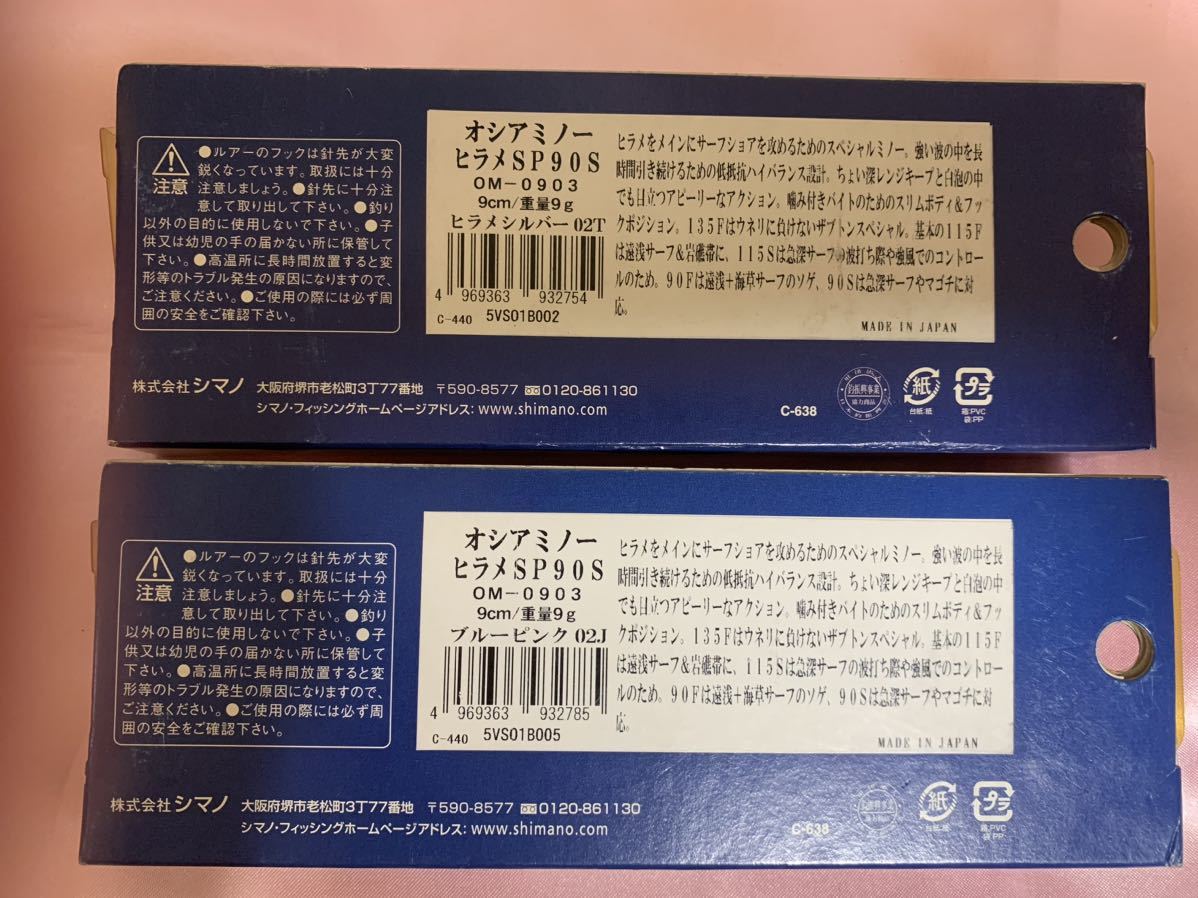 ●ルアーのフックは針先が大変
鋭くなっています。取扱には十分
注意
注意しましょう。●針先に十分注
意して取り出して下さい。●釣り
以外の目的に使用しないで下さい。●子
供又は幼児の手の届かない所に保管して
下さい。●高温所に長時間放置すると変
形等のトラブル発生の原因になりますので、
ご注意ください。●ご使用の際には必ず周
囲の安全をご確認下さい。
オシアミノー
ヒラメSP90S
OM-0903
9cm/重量9g
ヒラメシルバー 02T
4 969363 932754
C-440 5VS01B002
ヒラメをメインにサーフショアを攻めるためのスペシャルミノー。強い波の中を長
時間引き続けるための低抵抗ハイバランス設計。ちょい深レンジキープと白泡の中
でも目立つアピーリーなアクション。噛み付きバイトのためのスリムボディ&フッ
クポジション。135Fはウネリに負けないザブトンスペシャル。基本の115F
は遠浅サーフ&岩礁帯に、115Sは急深サーフの波打ち際や強風でのコントロー
ルのため。90Fは遠浅+海草サーフのソゲ、90Sは急深サーフやマゴチに対
応。
MADE IN JAPAN
株式会社 シマノ 大阪府堺市老松町3丁77番地 〒590-8577 0120-861130
シマノ・フィッシングホームページアドレス: www.shimano.com
C-638
釣振興事業
協力商品
紙
台紙:紙
プラ
箱:PVC
袋:PP
●ルアーのフックは針先が大変
鋭くなっています。取扱には十分
注意
注意しましょう。●針先に十分注
意して取り出して下さい。●釣り
以外の目的に使用しないで下さい。●子
供又は幼児の手の届かない所に保管して
下さい。●高温所に長時間放置すると変
形等のトラブル発生の原因になりますので、
ご注意ください。●ご使用の際には必ず周
囲の安全をご確認下さい。
オシアミノー
ヒラメSP90S
OM-0903
9cm/重量9g
ブルーピンク 02J
4 969363 932785
C-440 5VS01B005
ヒラメをメインにサーフショアを攻めるためのスペシャルミノー。強い波の中を長
時間引き続けるための低抵抗ハイバランス設計。ちょい深レンジキープと白泡の中
でも目立つアピーリーなアクション。噛み付きバイトのためのスリムボディ&フッ
クポジション。135Fはウネリに負けないザブトンスペシャル。基本の115F
は遠浅サーフ&岩礁帯に、115Sは急深サーフの波打ち際や強風でのコントロー
ルのため。90Fは遠浅+海草サーフのソゲ、90Sは急深サーフやマゴチに対
応。
MADE IN JAPAN
株式会社 シマノ 大阪府堺市老松町3丁77番地 〒590-8577 0120-861130
シマノ・フィッシングホームページアドレス: www.shimano.com
C-638
釣振興事業
協力商品
紙
台紙:紙
プラ
箱:PVC
袋:PP